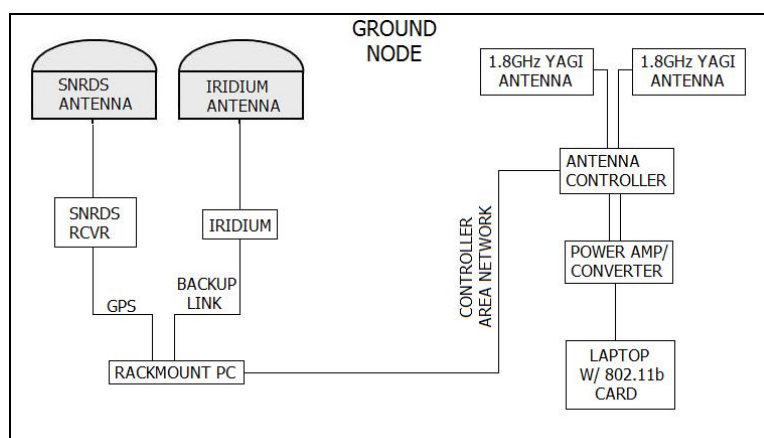 GROUND
NODE
SNRDS
ANTENNA
IRIDIUM
ANTENNA
1.8GHz YAGI
ANTENNA
1.8GHz YAGI
ANTENNA
ANTENNA
CONTROLLER
SNRDS
RCVR
IRIDIUM
CONTROLLER
AREA NETWORK
POWER AMP/
CONVERTER
BACKUP
LINK
GPS
RACKMOUNT PC
LAPTOP
W/ 802.11b
CARD